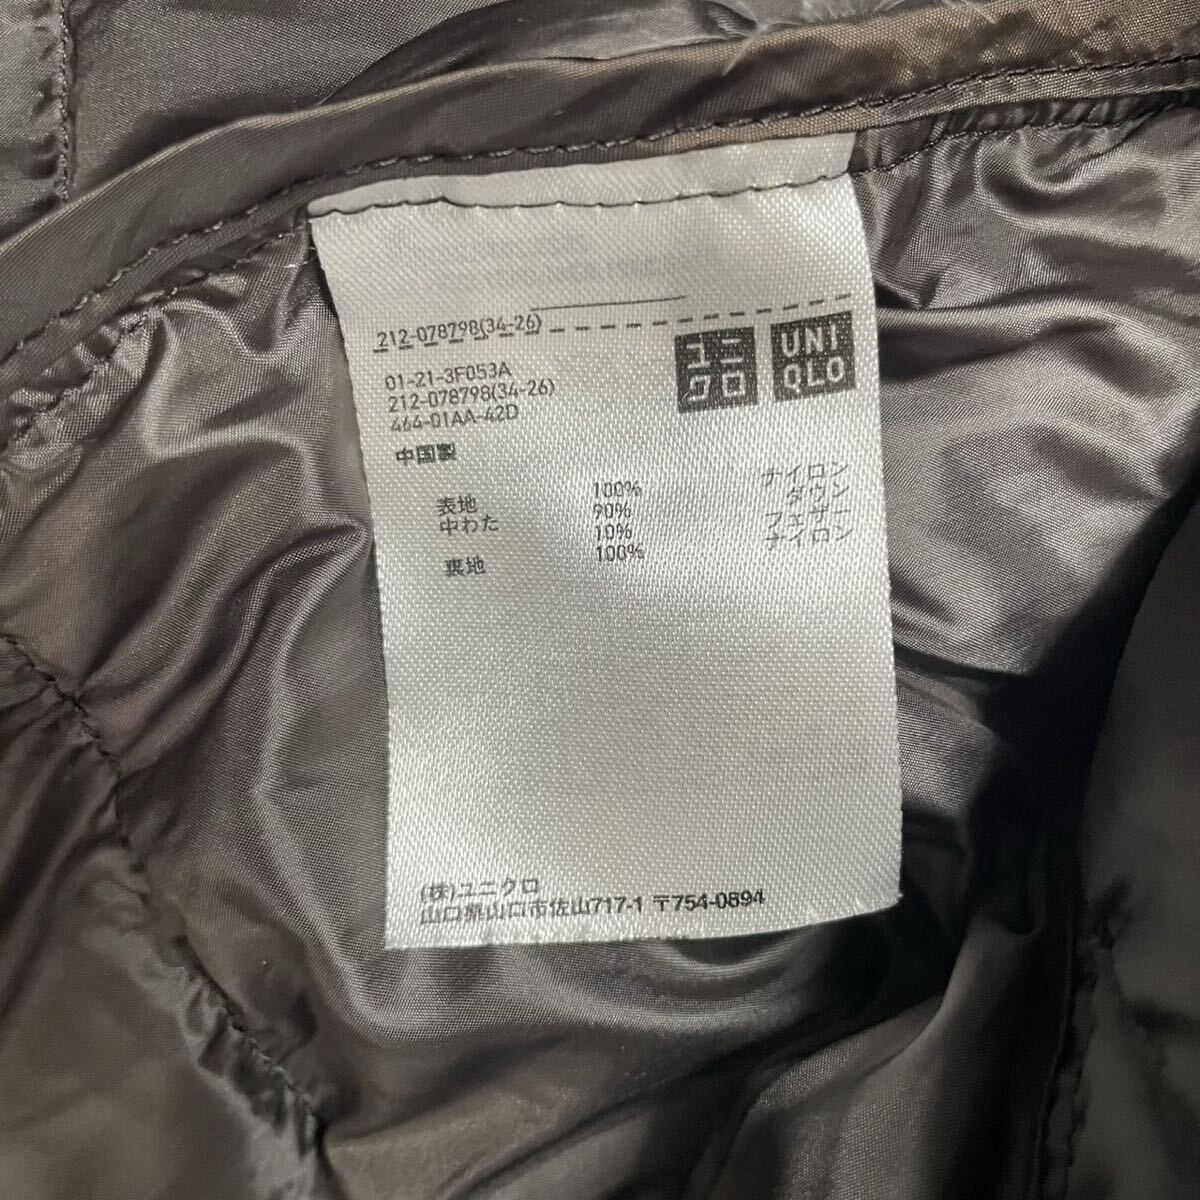 212-078798(34-26)
01-21-3F053A
212-078798(34-26)
464-01AA-42D
ユニクロ
UNIQLO
中国製
表地 100% ナイロン
中わた 90% ダウン
10% フェザー
裏地 100% ナイロン
(株)ユニクロ
山口県山口市佐山717-1 〒754-0894